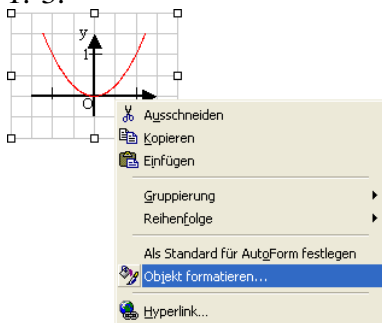 1. 3.
y
1
O
Ausschneiden
Kopieren
Einfügen
Gruppierung
Reihenfolge
Als Standard für AutoForm festlegen
Objekt formatieren...
Hyperlink...